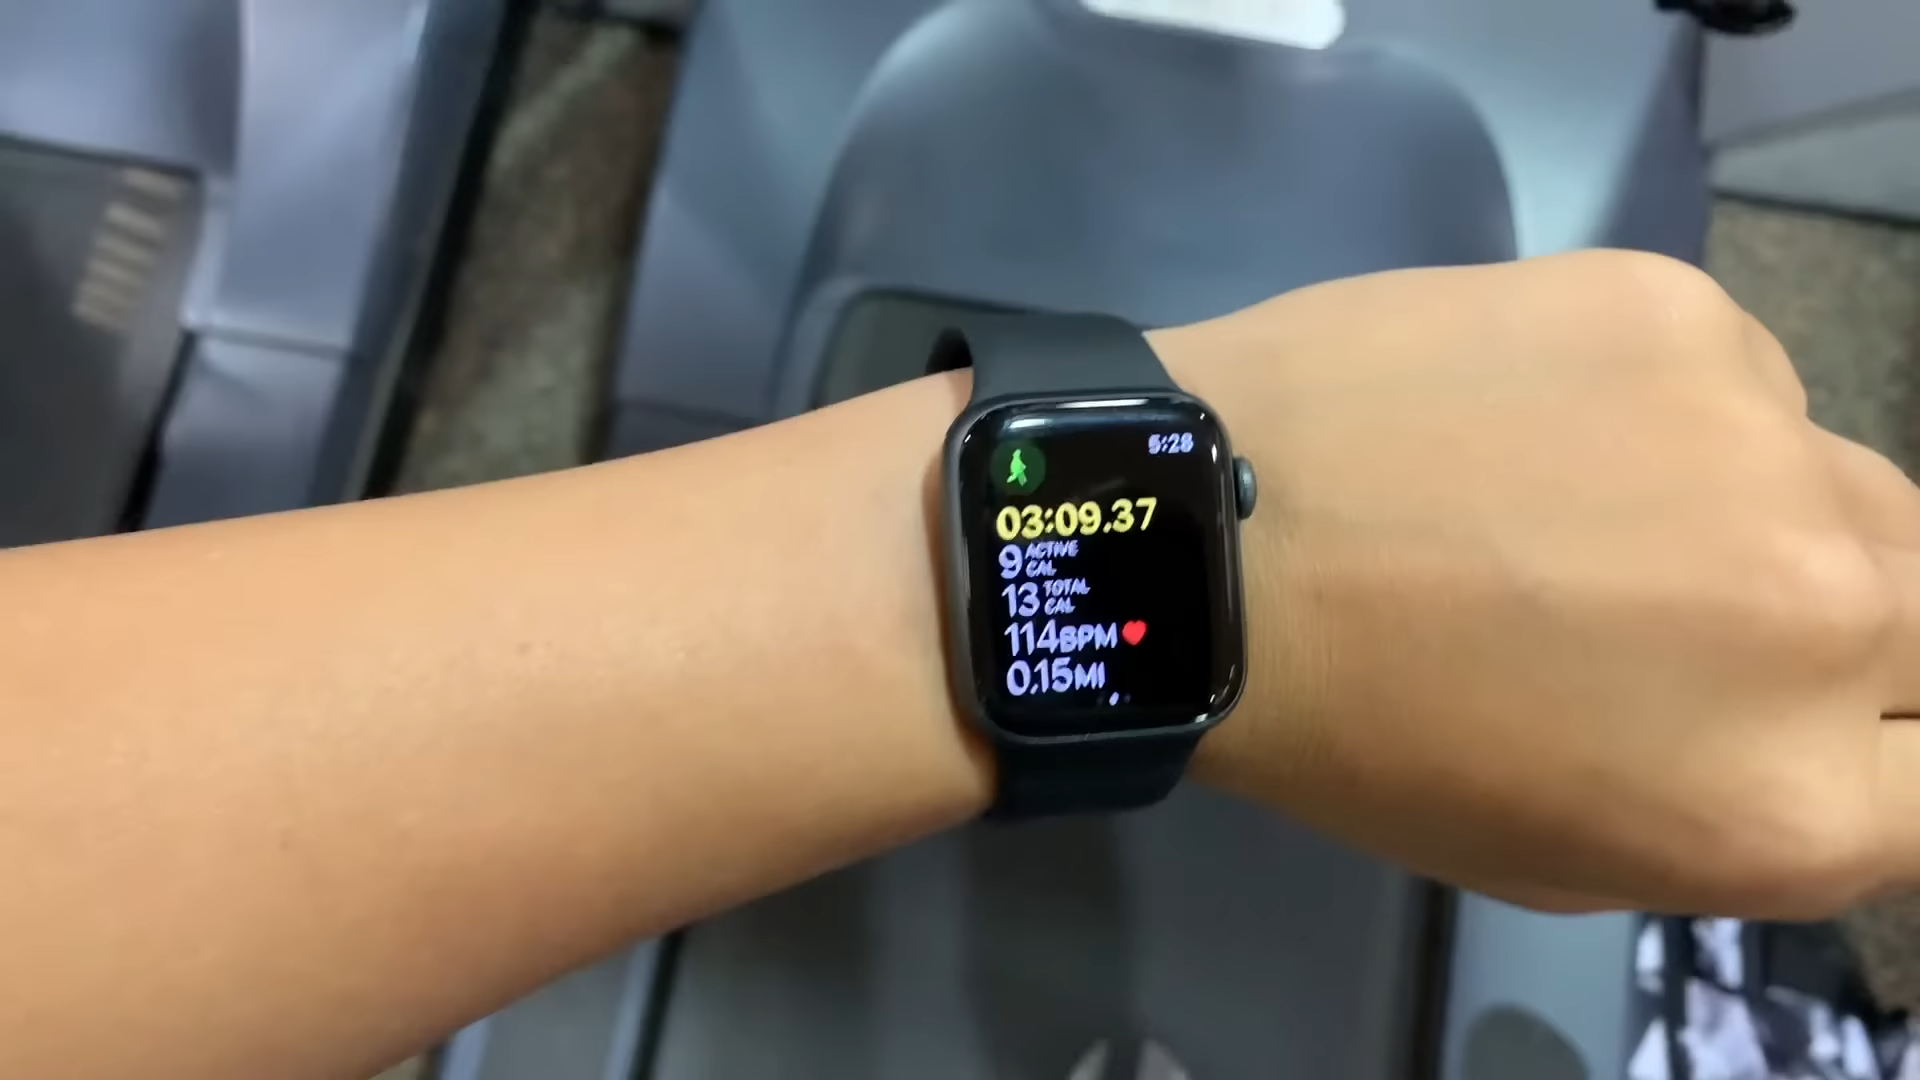 5:28
03:09.37
9 ACTIVE CAL
13 TOTAL CAL
114BPM
0.15MI